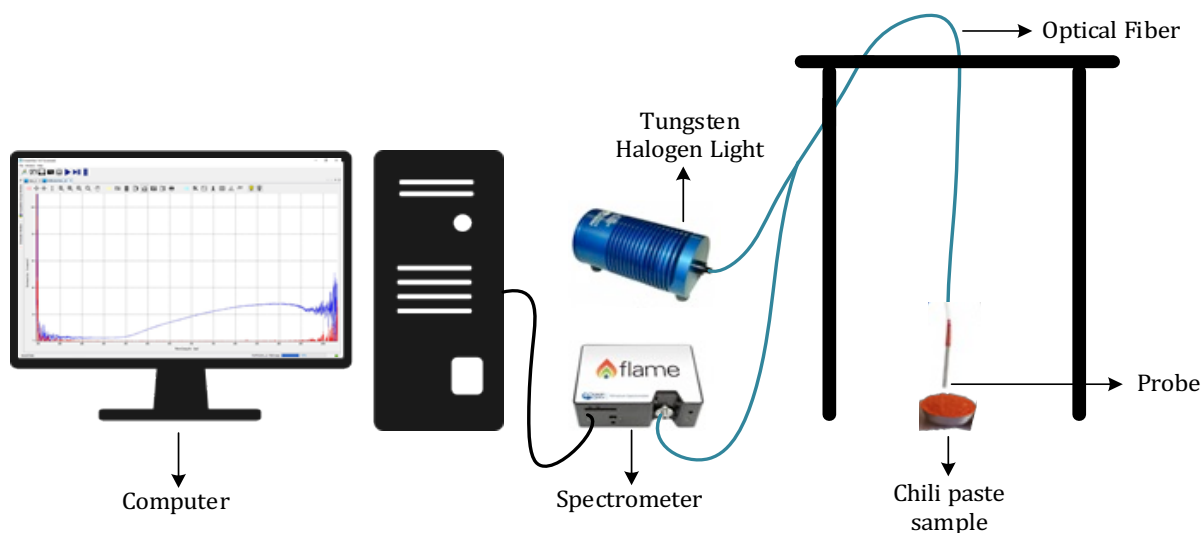 Optical Fiber
Tungsten
Halogen Light
flame
Probe
Computer
Spectrometer
Chili paste
sample